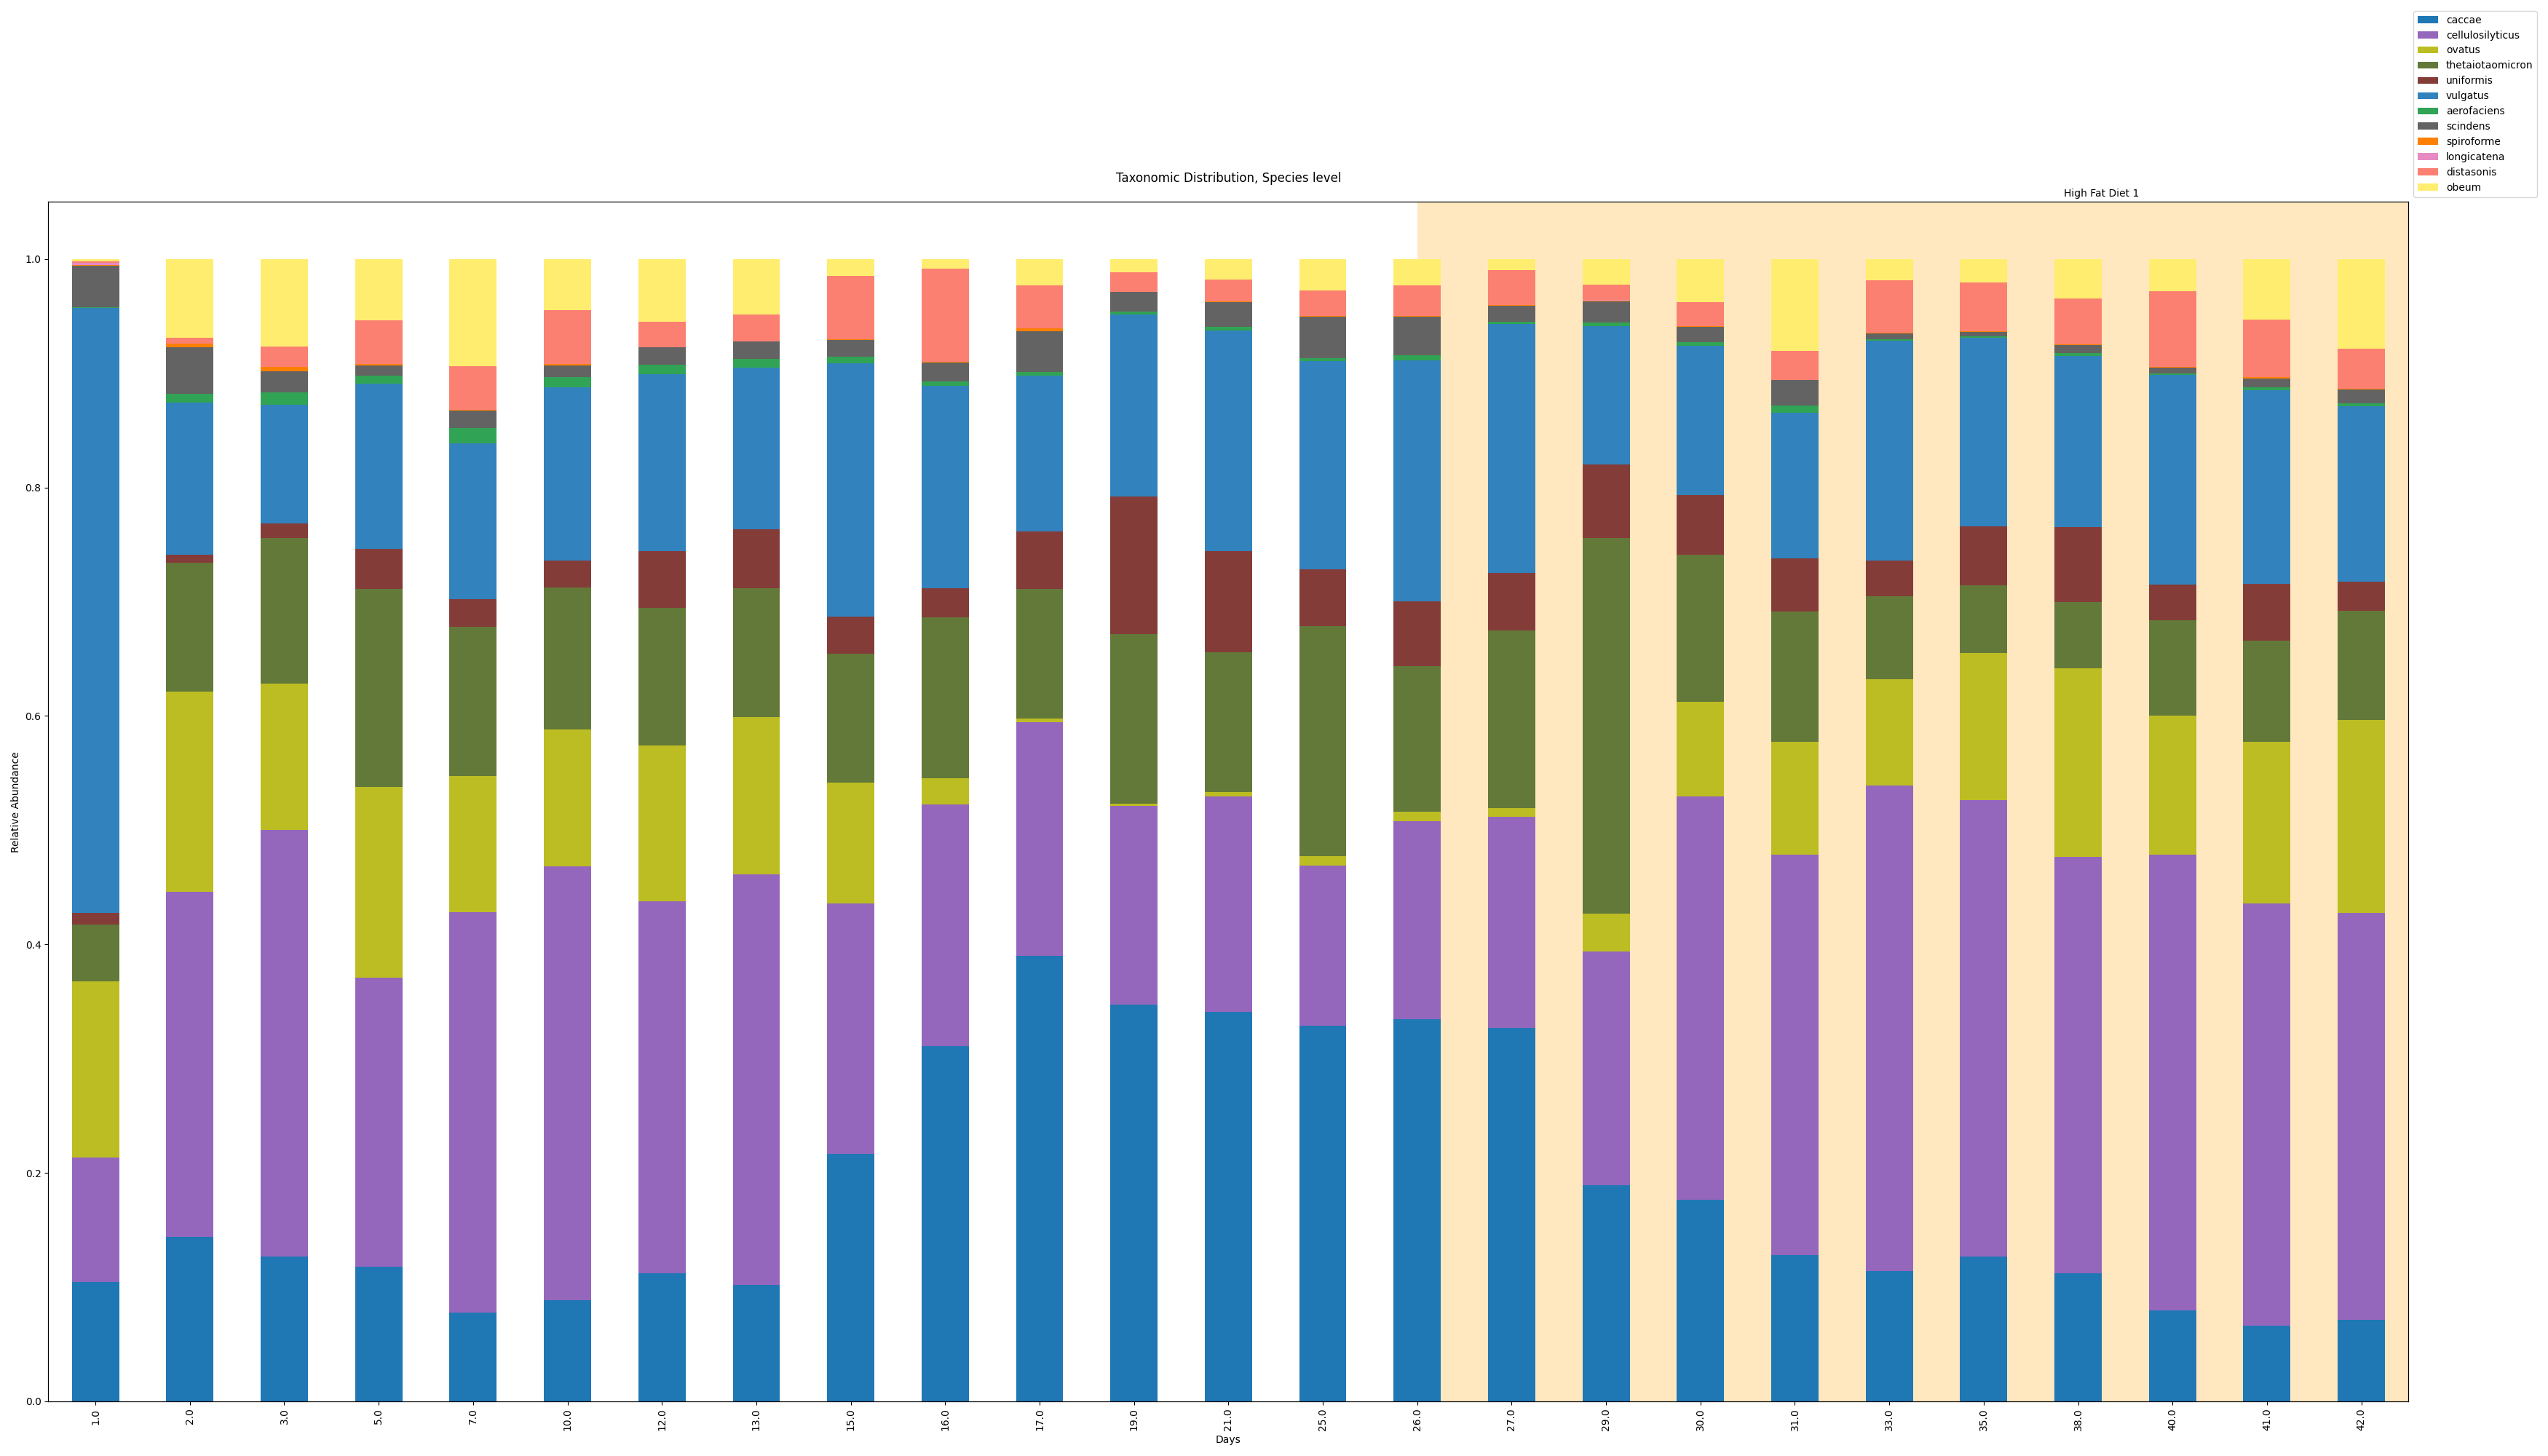 caccae
cellulosilyticus
ovatus
thetaiotaomicron
uniformis
vulgatus
aerofaciens
scindens
spiroforme
longicatena
distasonis
obeum
Taxonomic Distribution, Species level
High Fat Diet 1
1.0
0.8
0.6
0.4
0.2
0.0
Relative Abundance
1.0 2.0 3.0 5.0 7.0 10.0 12.0 13.0 15.0 16.0 17.0 19.0 21.0 25.0 26.0 27.0 29.0 30.0 31.0 33.0 35.0 38.0 40.0 41.0 42.0
Days